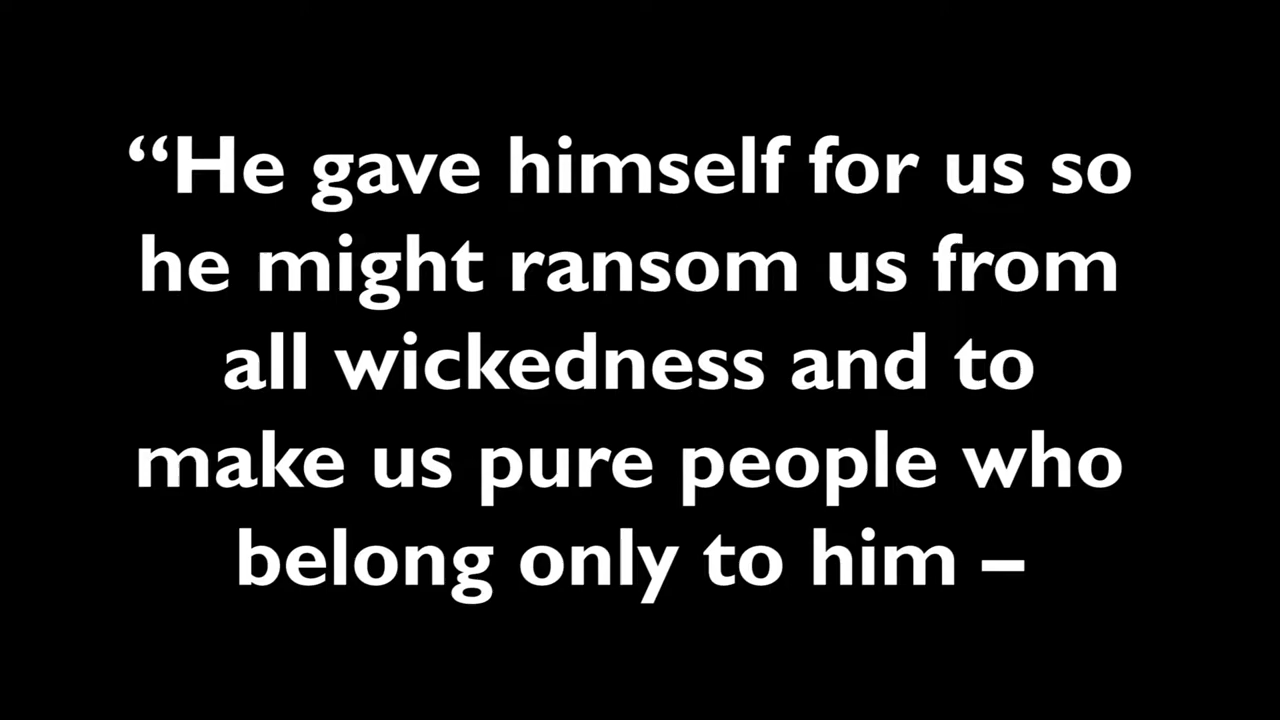 “He gave himself for us so
he might ransom us from
all wickedness and to
make us pure people who
belong only to him –